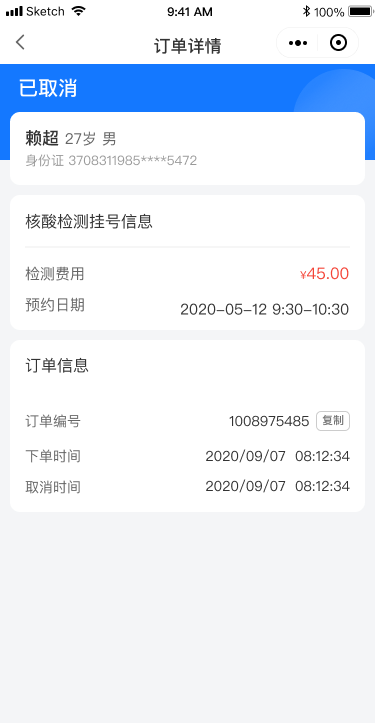 Sketch 9:41 AM 100%
订单详情
已取消
赖超 27岁 男
身份证 3708311985****5472
核酸检测挂号信息
检测费用 ¥45.00
预约日期 2020-05-12 9:30-10:30
订单信息
订单编号 1008975485 复制
下单时间 2020/09/07 08:12:34
取消时间 2020/09/07 08:12:34